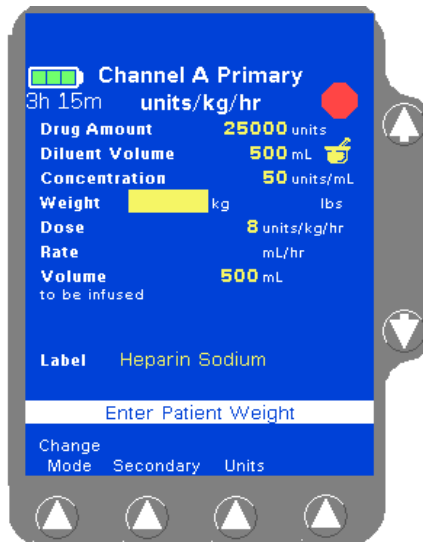 Channel A Primary
3h 15m units/kg/hr
Drug Amount 25000 units
Diluent Volume 500 mL
Concentration 50 units/mL
Weight kg lbs
Dose 8 units/kg/hr
Rate mL/hr
Volume 500 mL
to be infused
Label Heparin Sodium
Enter Patient Weight
Change
Mode Secondary Units